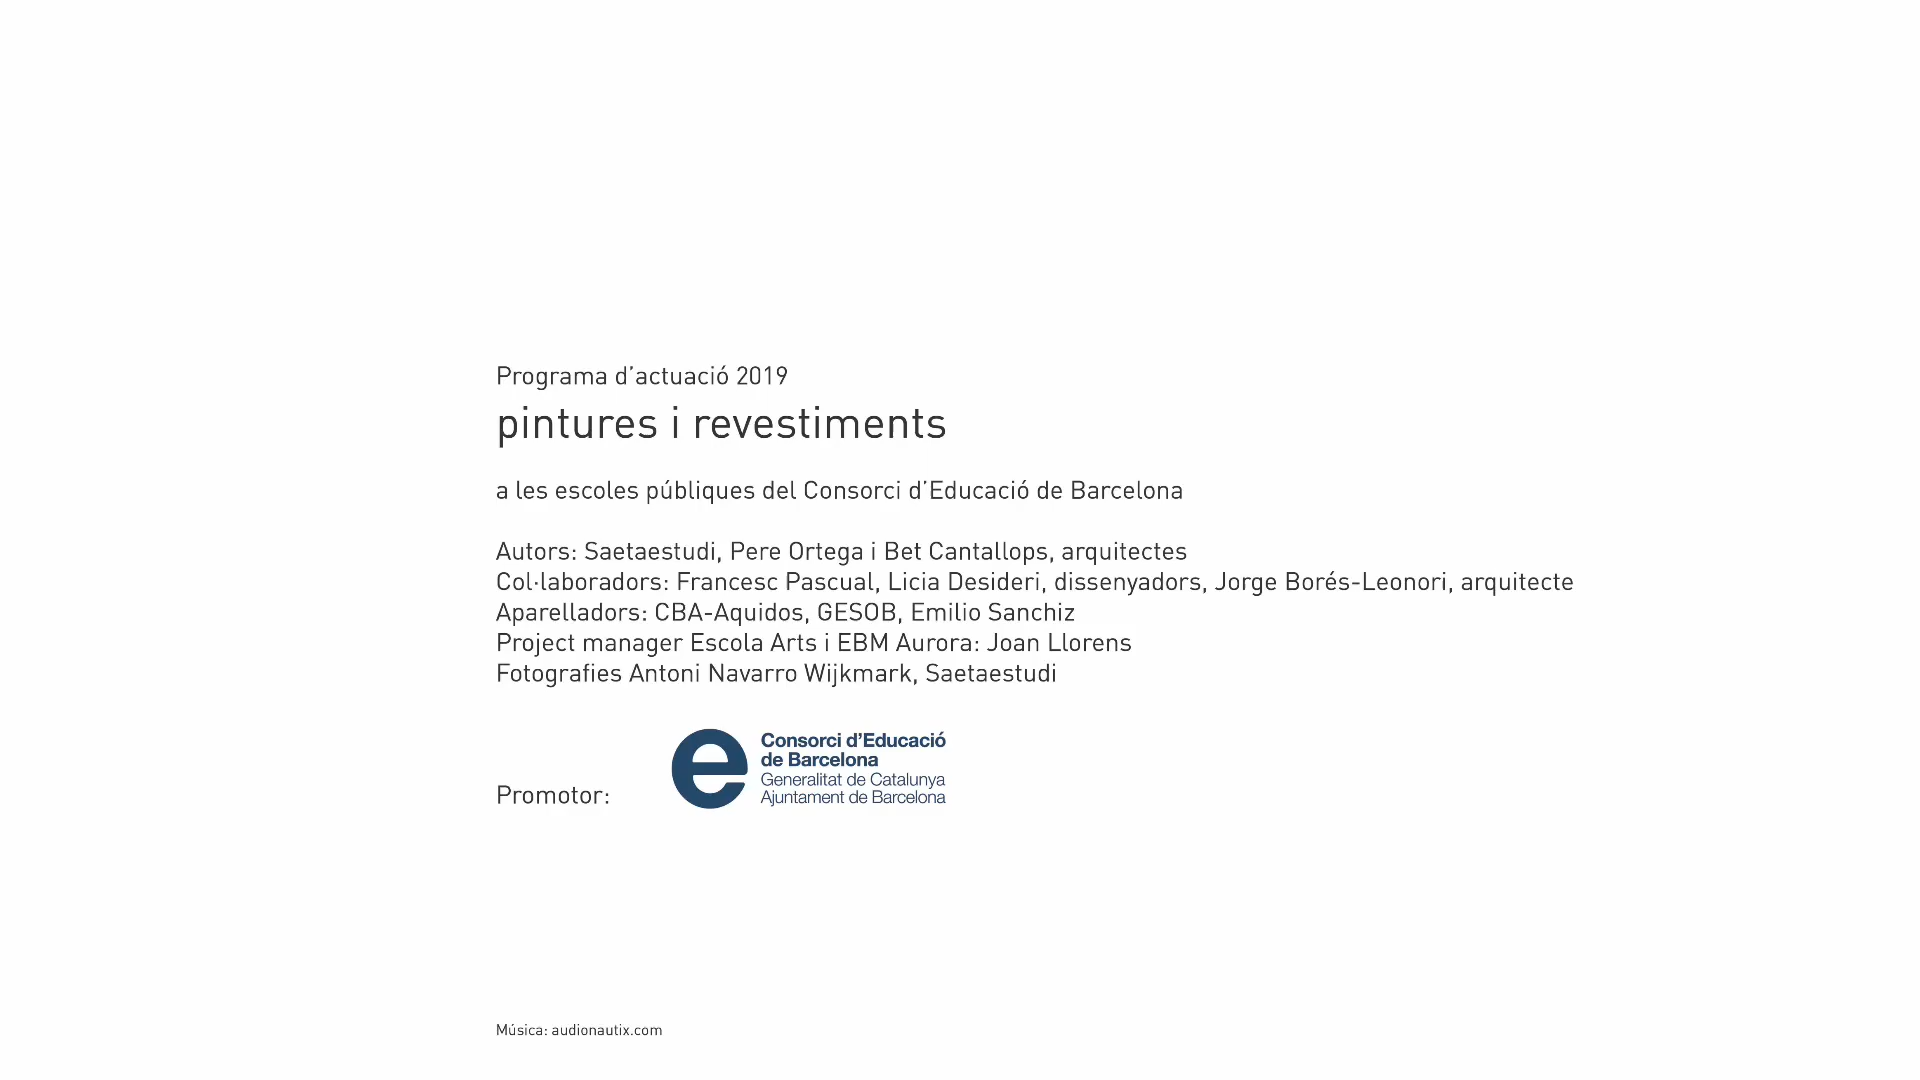 Programa d’actuació 2019
pintures i revestiments
a les escoles públiques del Consorci d’Educació de Barcelona
Autors: Saetaestudi, Pere Ortega i Bet Cantallops, arquitectes
Col·laboradors: Francesc Pascual, Licia Desideri, dissenyadors, Jorge Borés-Leonori, arquitecte
Aparelladors: CBA-Aquidos, GESOB, Emilio Sanchiz
Project manager Escola Arts i EBM Aurora: Joan Llorens
Fotografies Antoni Navarro Wijkmark, Saetaestudi
Promotor:
e
Consorci d’Educació
de Barcelona
Generalitat de Catalunya
Ajuntament de Barcelona
Música: audionautix.com